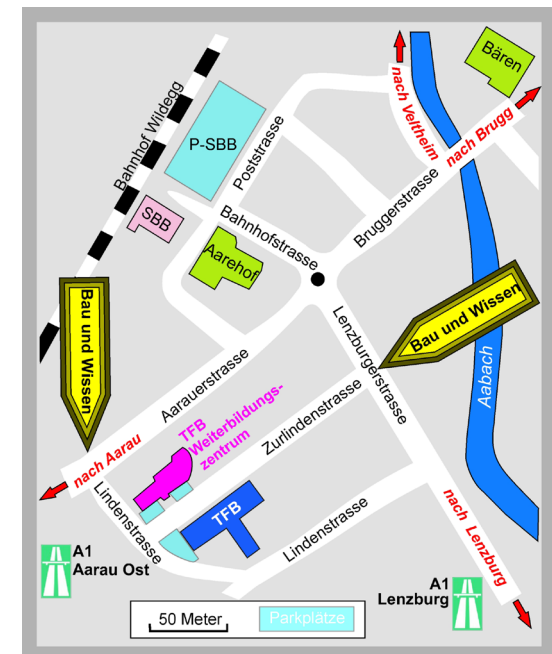 Bären
nach Veltheim
nach Brugg
Bahnhof Wildegg
P-SBB
Poststrasse
SBB
Bahnhofstrasse
Bruggerstrasse
Aarehof
Bau und Wissen
Bau und Wissen
Aabach
Lenzburgerstrasse
Aarauerstrasse
Zurlindenstrasse
TFB
Weiterbildungs-
zentrum
nach Aarau
Lindenstrasse
TFB
Lindenstrasse
nach Lenzburg
A1
Aarau Ost
A1
Lenzburg
50 Meter
Parkplätze